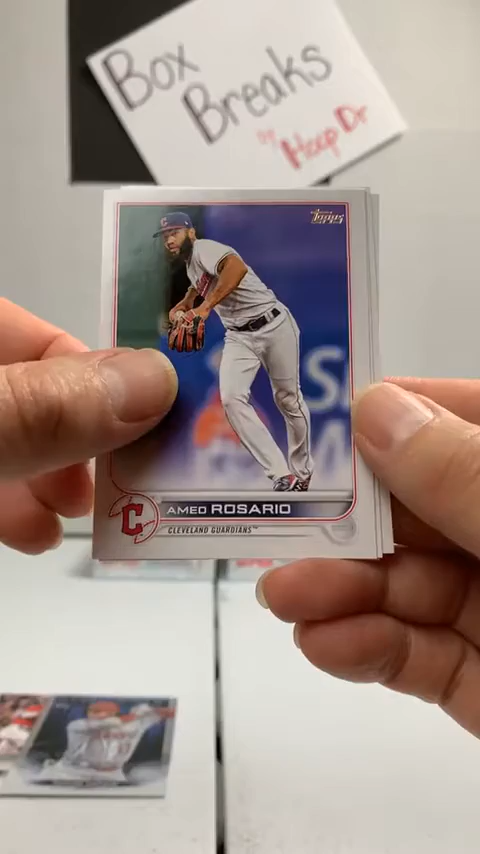 Box
Breaks
by
Hoop Dr
Topps
C
AMED ROSARIO
CLEVELAND GUARDIANS™